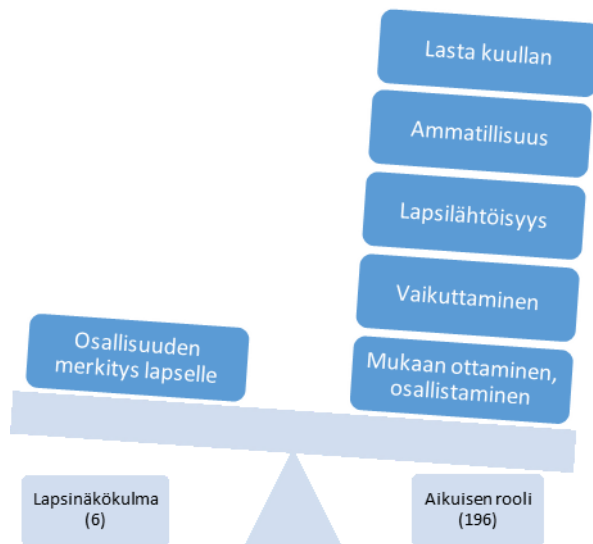 Lasta kuullan
Ammatillisuus
Lapsilähtöisyys
Vaikuttaminen
Mukaan ottaminen,
osallistaminen
Osallisuuden
merkitys lapselle
Lapsinäkökulma
(6)
Aikuisen rooli
(196)